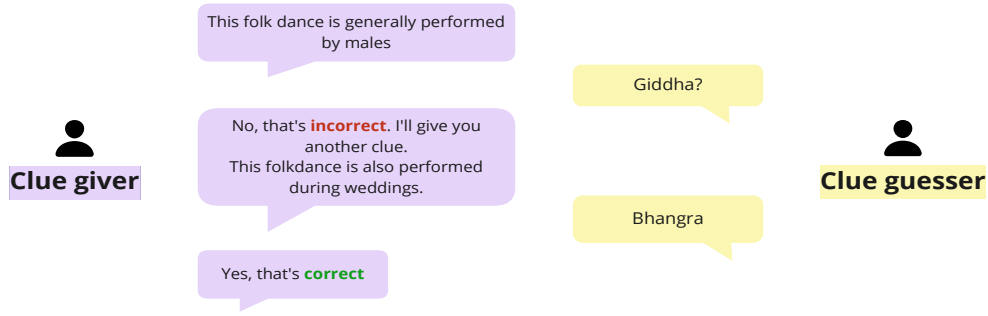 This folk dance is generally performed
by males
Giddha?
No, that's incorrect. I'll give you
another clue.
This folkdance is also performed
during weddings.
Clue giver
Clue guesser
Bhangra
Yes, that's correct